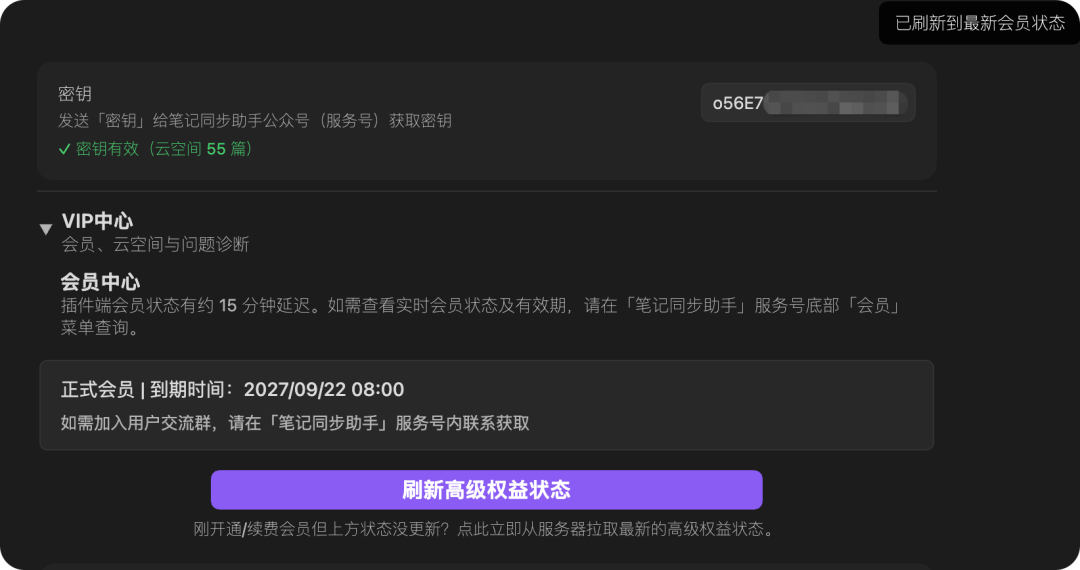 已刷新到最新会员状态
密钥
发送「密钥」给笔记同步助手公众号（服务号）获取密钥
o56E7
✓ 密钥有效（云空间 55 篇）
▼ VIP中心
会员、云空间与问题诊断
会员中心
插件端会员状态有约 15 分钟延迟。如需查看实时会员状态及有效期，请在「笔记同步助手」服务号底部「会员」
菜单查询。
正式会员 | 到期时间：2027/09/22 08:00
如需加入用户交流群，请在「笔记同步助手」服务号内联系获取
刷新高级权益状态
刚开通/续费会员但上方状态没更新？点此立即从服务器拉取最新的高级权益状态。